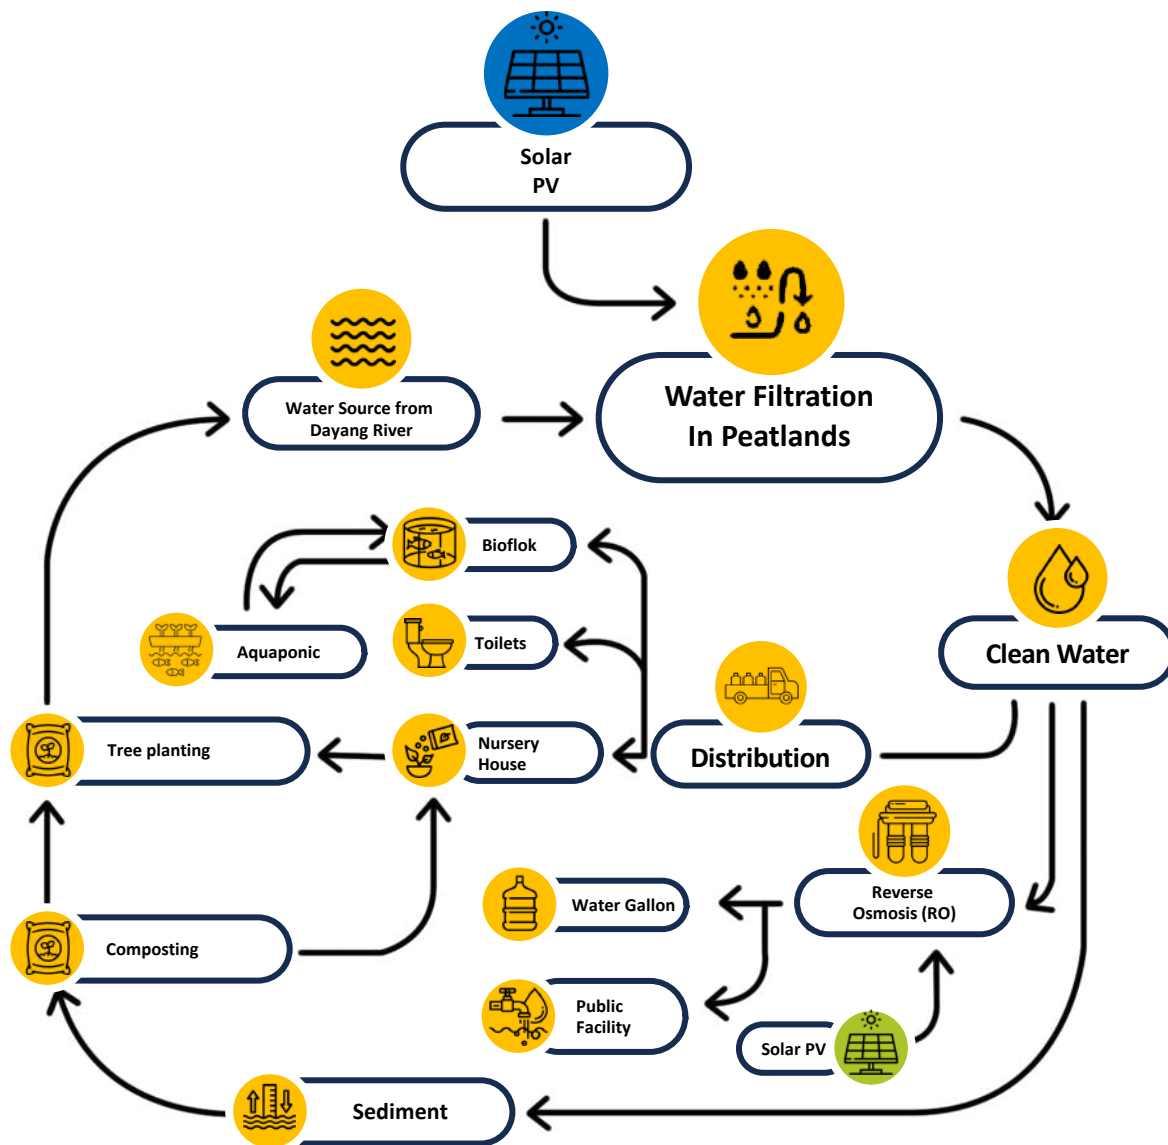 Solar
PV
Water Filtration
In Peatlands
Water Source from
Dayang River
Bioflok
Toilets
Aquaponic
Clean Water
Tree planting
Nursery
House
Distribution
Reverse
Osmosis (RO)
Water Gallon
Composting
Public
Facility
Solar PV
Sediment